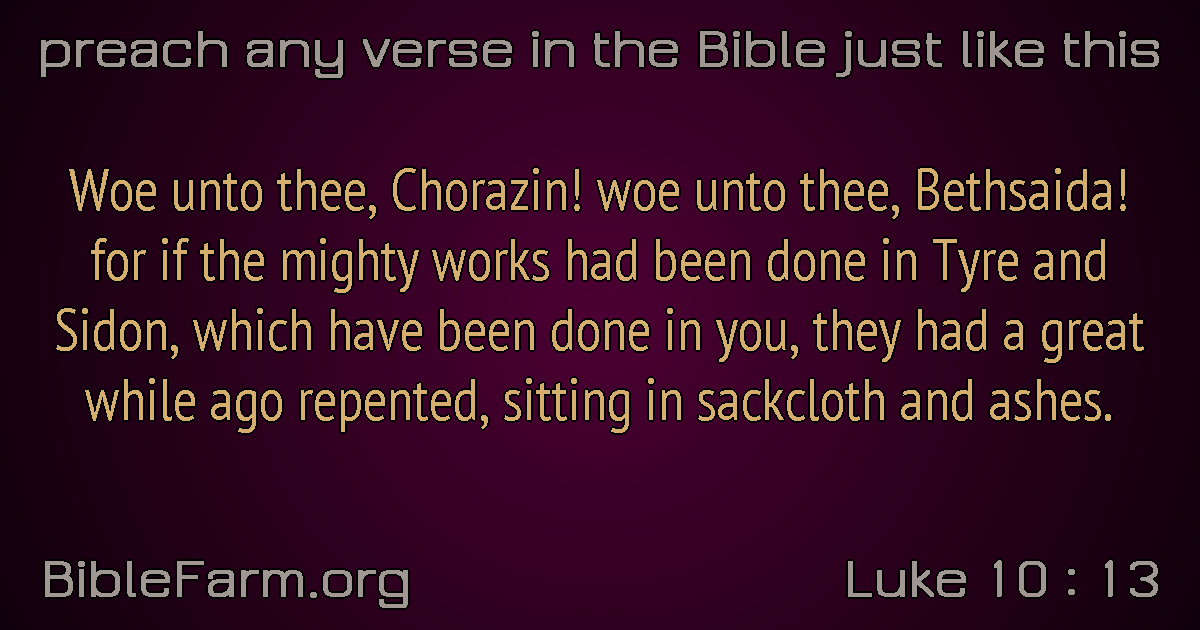 preach any verse in the Bible just like this
Woe unto thee, Chorazin! woe unto thee, Bethsaida!
for if the mighty works had been done in Tyre and
Sidon, which have been done in you, they had a great
while ago repented, sitting in sackcloth and ashes.
BibleFarm.org
Luke 10 : 13